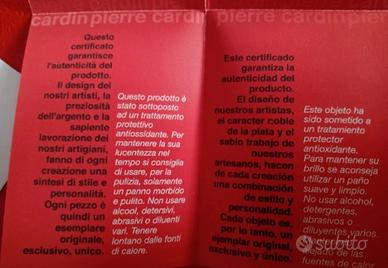 cardin pierre cardin pierre cardin
Questo
certificato
garantisce
l'autenticità del
prodotto.
Il design dei
nostri artisti, la
preziosità
dell'argento e la
sapiente
lavorazione dei
nostri artigiani,
fanno di ogni
creazione una
sintesi di stile e
personalità.
Ogni pezzo è
quindi un
esemplare
originale,
esclusivo, unico.
Questo prodotto è
stato sottoposto
ad un trattamento
protettivo
antiossidante. Per
mantenere la sua
lucentezza nel
tempo si consiglia
di usare, per la
pulizia, solamente
un panno morbido
e pulito. Non usare
alcool, detersivi,
abrasivi o diluenti
vari. Tenere
lontano dalle fonti
di calore.
Este certificado
garantiza la
autenticidad del
producto.
El diseño de
nuestros artistas,
el caracter noble
de la plata y el
sabio trabajo de
nuestros
artesanos, hacen
de cada creación
una combinación
de estilo y
personalidad.
Cada objeto es,
por lo tanto, un
ejemplar original,
exclusivo y único.
Este objeto ha
sido sometido a
un tratamiento
protector
antioxidante.
Para mantener su
brillo se aconseja
utilizar un paño
suave y limpio.
No usar alcohol,
detergentes,
abrasivos o
diluyentes varios.
alejado de las
fuentes de calor
subito